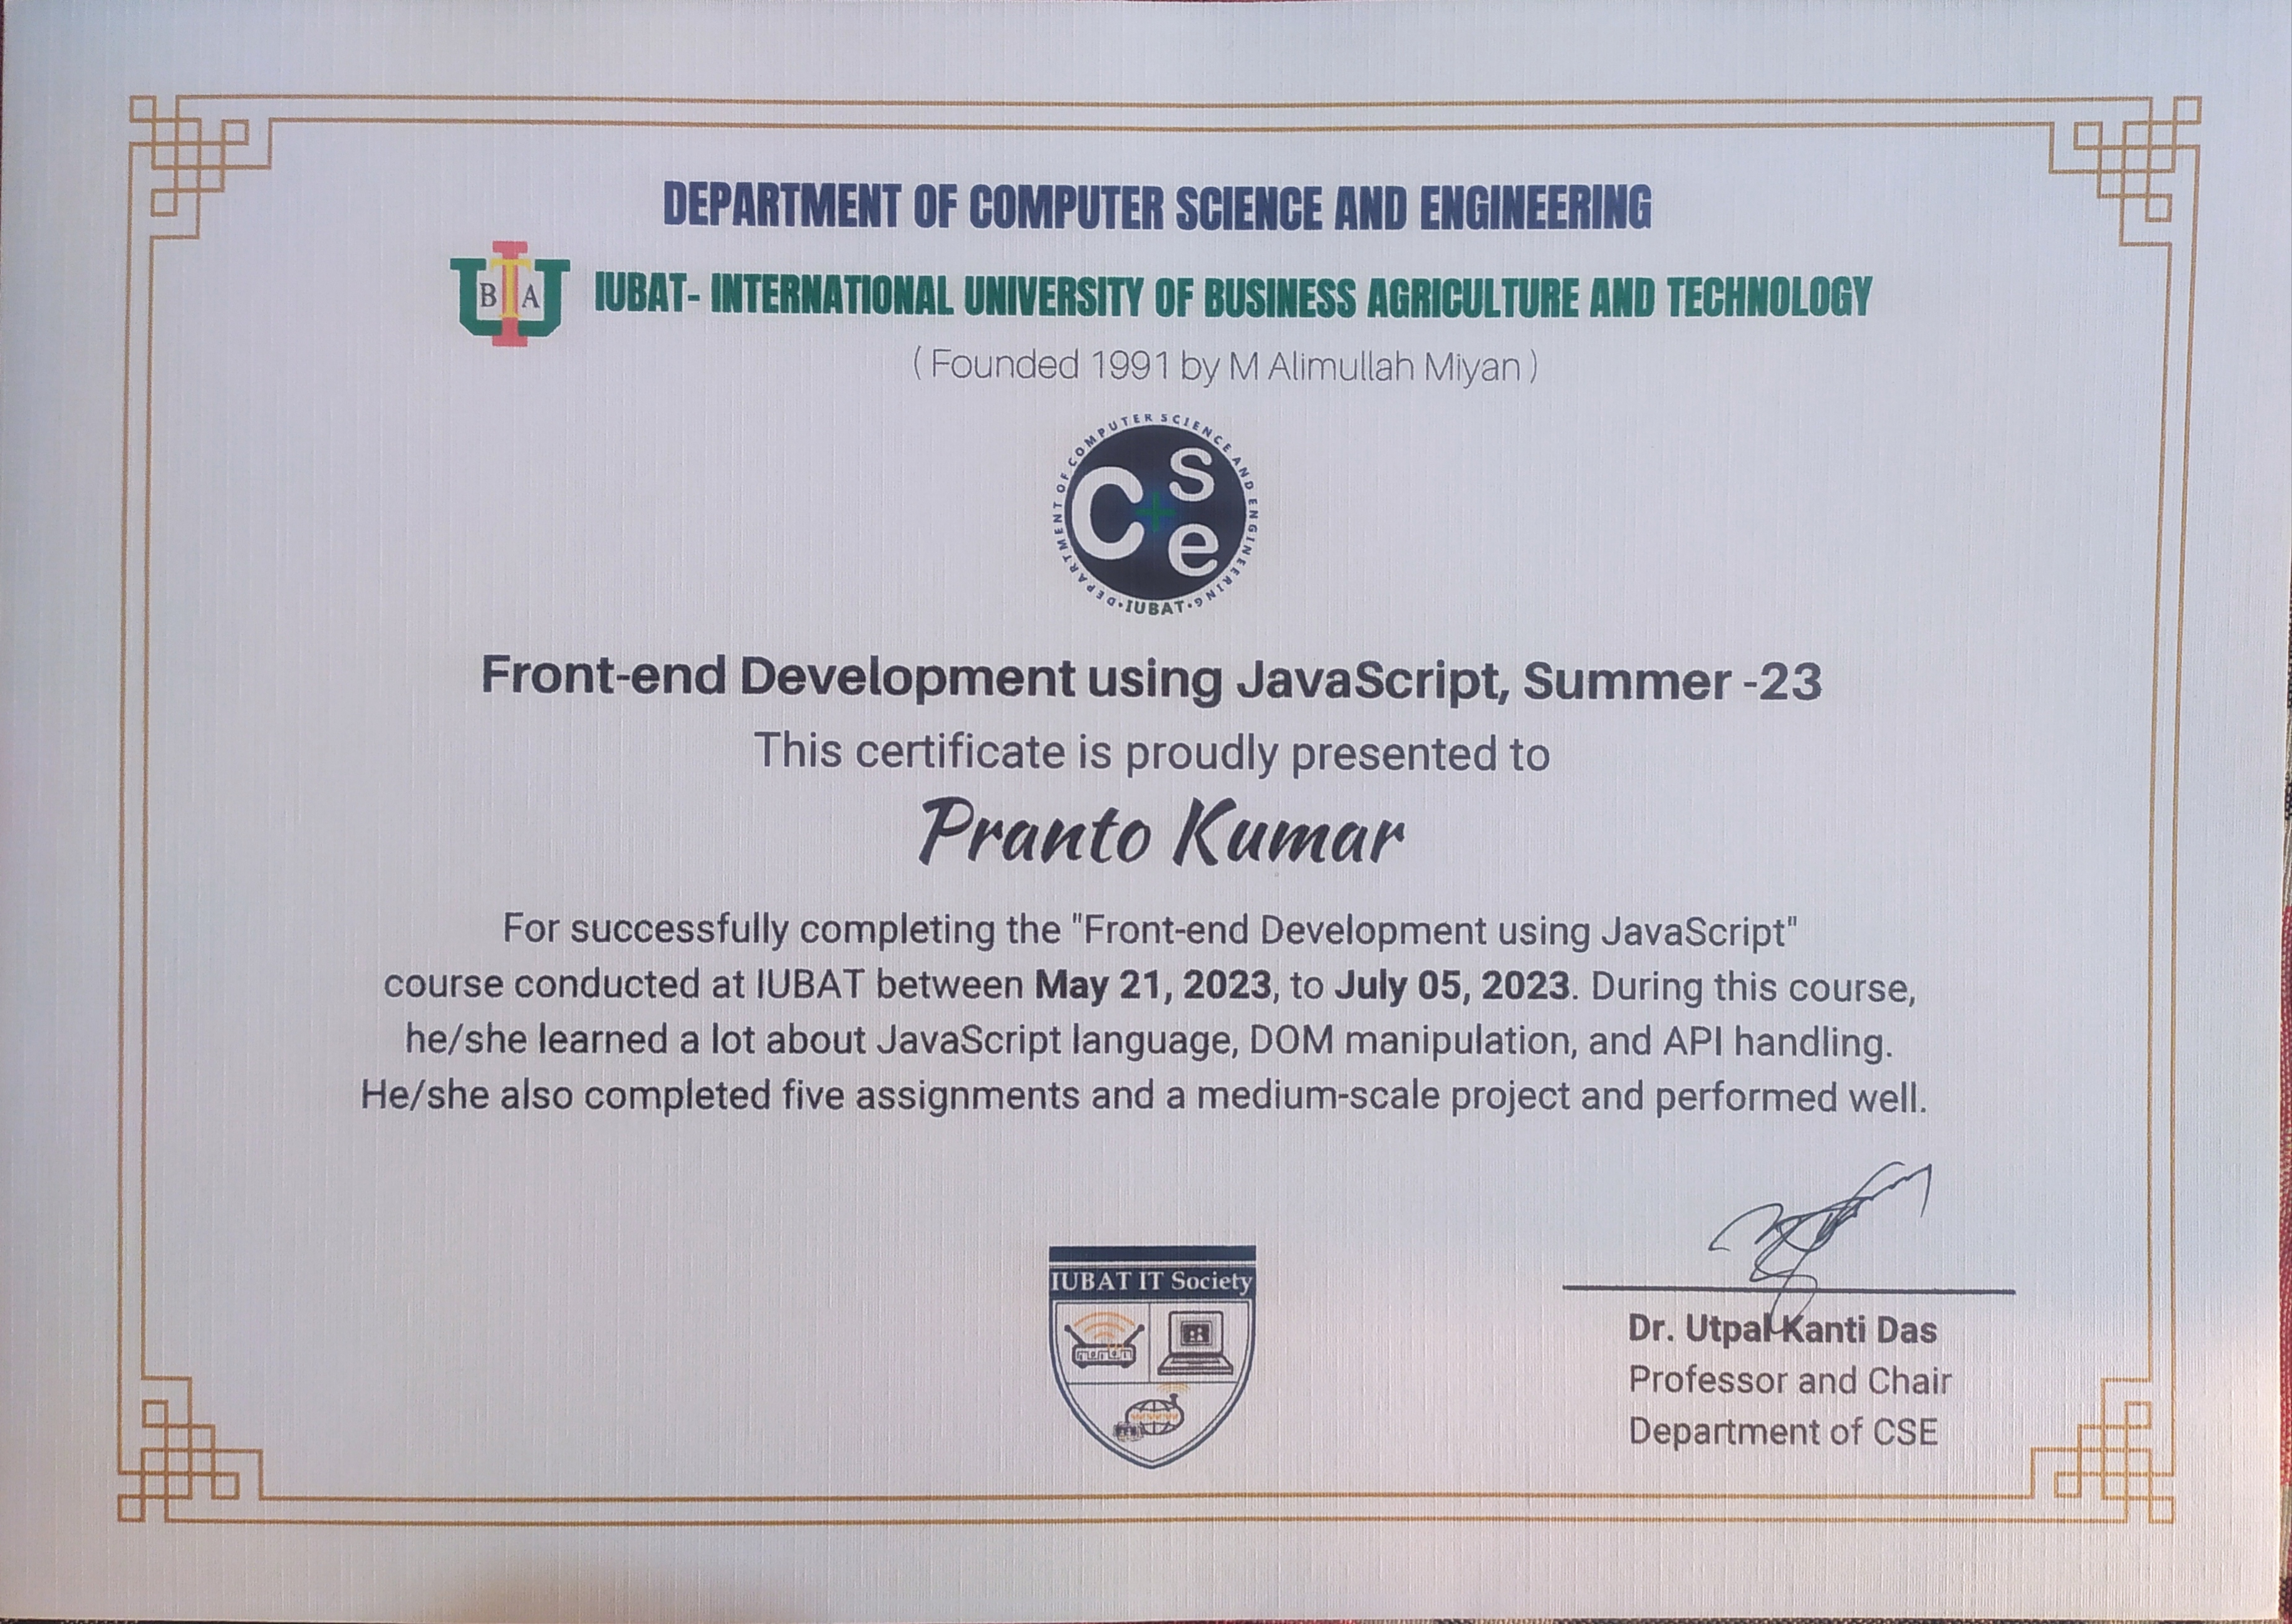 DEPARTMENT OF COMPUTER SCIENCE AND ENGINEERING
B I A
IUBAT- INTERNATIONAL UNIVERSITY OF BUSINESS AGRICULTURE AND TECHNOLOGY
( Founded 1991 by M Alimullah Miyan )
DEPARTMENT OF COMPUTER SCIENCE AND ENGINEERING
C + s e
• IUBAT •
Front-end Development using JavaScript, Summer -23
This certificate is proudly presented to
Pranto Kumar
For successfully completing the "Front-end Development using JavaScript"
course conducted at IUBAT between May 21, 2023, to July 05, 2023. During this course,
he/she learned a lot about JavaScript language, DOM manipulation, and API handling.
He/she also completed five assignments and a medium-scale project and performed well.
IUBAT IT Society
Dr. Utpal Kanti Das
Professor and Chair
Department of CSE